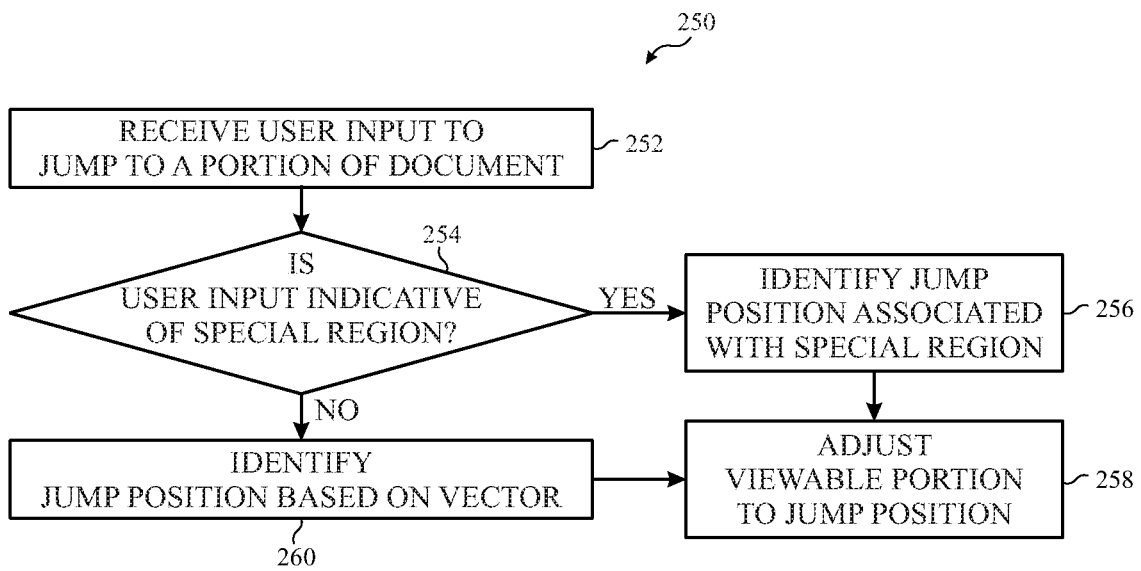 250
RECEIVE USER INPUT TO
JUMP TO A PORTION OF DOCUMENT
252
254
IS
USER INPUT INDICATIVE
OF SPECIAL REGION?
YES
IDENTIFY JUMP
POSITION ASSOCIATED
WITH SPECIAL REGION
256
NO
IDENTIFY
JUMP POSITION BASED ON VECTOR
260
ADJUST
VIEWABLE PORTION
TO JUMP POSITION
258